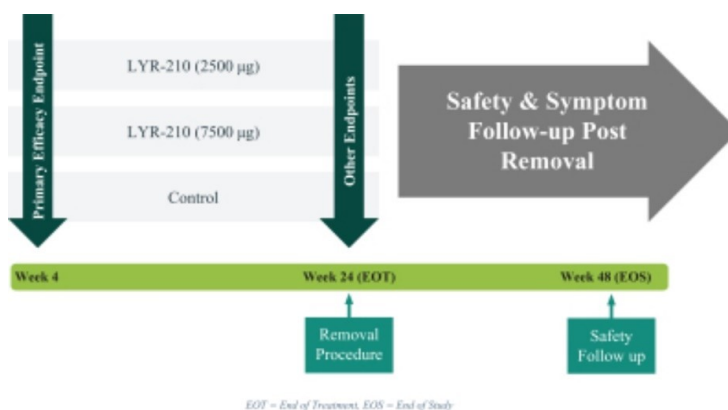 Primary Efficacy Endpoint
LYR-210 (2500 µg)
LYR-210 (7500 µg)
Control
Other Endpoints
Safety & Symptom
Follow-up Post
Removal
Week 4
Week 24 (EOT)
Week 48 (EOS)
Removal
Procedure
Safety
Follow up
EOT = End of Treatment, EOS = End of Study